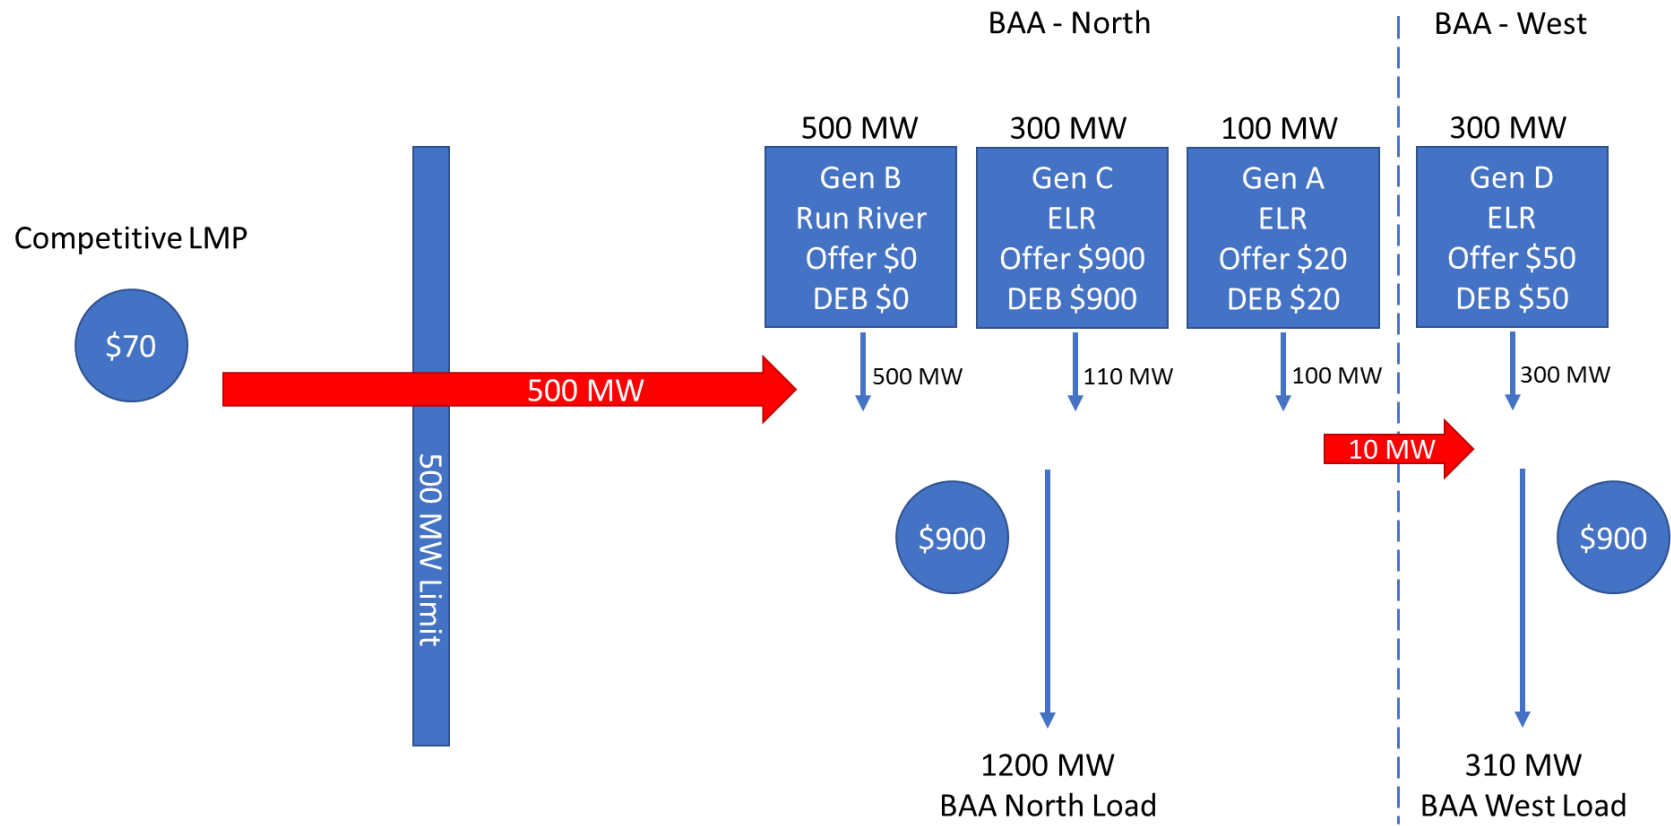 BAA - North
BAA - West
500 MW
300 MW
100 MW
300 MW
Gen B
Run River
Offer $0
DEB $0
Gen C
ELR
Offer $900
DEB $900
Gen A
ELR
Offer $20
DEB $20
Gen D
ELR
Offer $50
DEB $50
Competitive LMP
$70
500 MW
500 MW
110 MW
100 MW
300 MW
10 MW
500 MW Limit
$900
$900
1200 MW
BAA North Load
310 MW
BAA West Load